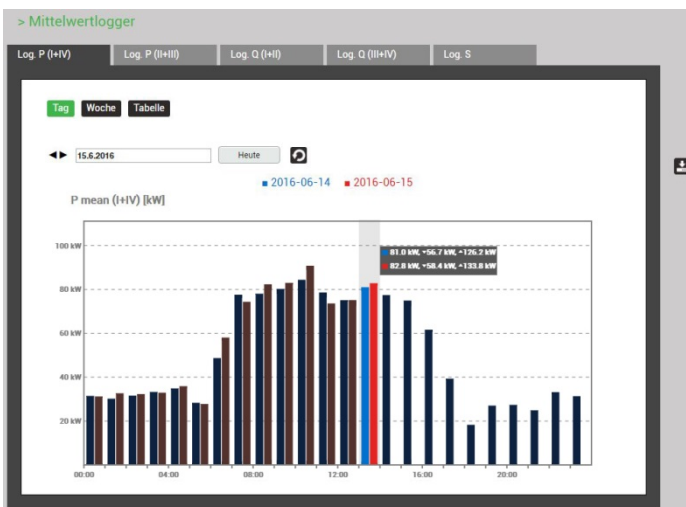 > Mittelwertlogger
Log. P (I+IV) Log. P (II+III) Log. Q (I+II) Log. Q (III+IV) Log. S
Tag Woche Tabelle
15.6.2016 Heute
2016-06-14 2016-06-15
P mean (I+IV) [kW]
100 kW
81.0 kW, 56.7 kW, 126.2 kW
82.8 kW, 58.4 kW, 133.8 kW
80 kW
60 kW
40 kW
20 kW
00:00 04:00 08:00 12:00 16:00 20:00